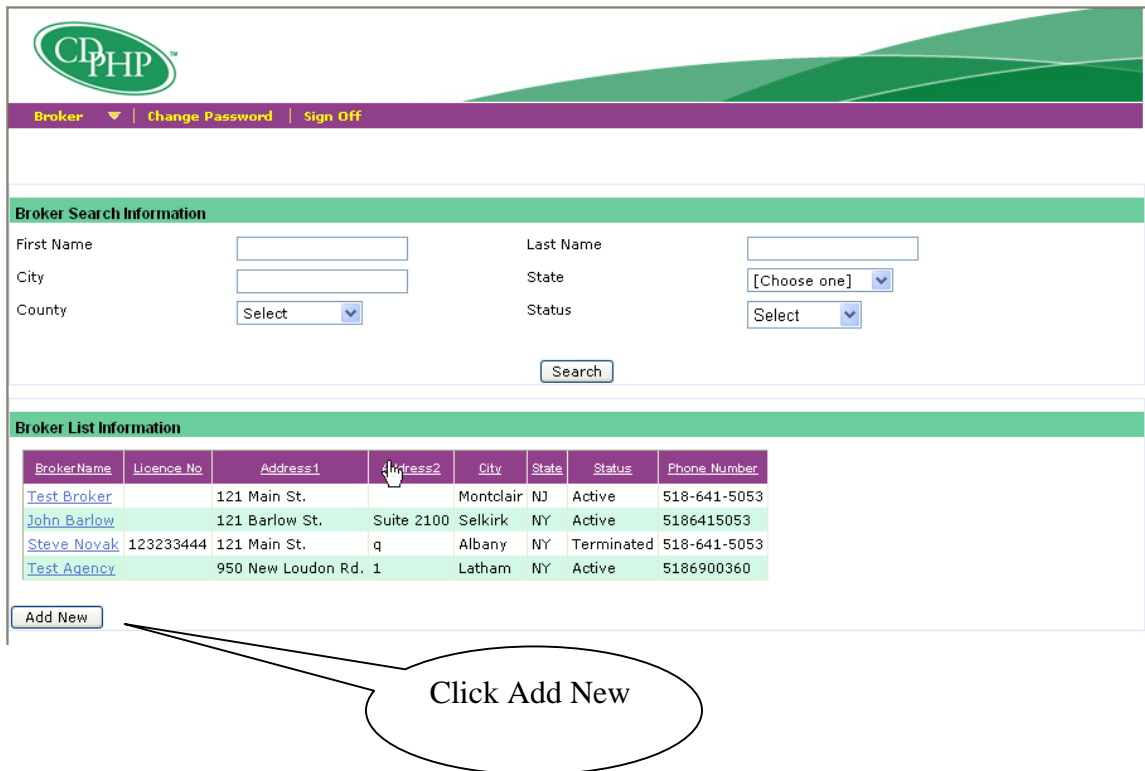 CDPHP™
Broker ▼ | Change Password | Sign Off
Broker Search Information
First Name Last Name
City State [Choose one]
County Select Status Select
Search
Broker List Information
BrokerName Licence No Address1 Address2 City State Status Phone Number
Test Broker 121 Main St. Montclair NJ Active 518-641-5053
John Barlow 121 Barlow St. Suite 2100 Selkirk NY Active 5186415053
Steve Novak 123233444 121 Main St. q Albany NY Terminated 518-641-5053
Test Agency 950 New Loudon Rd. 1 Latham NY Active 5186900360
Add New
Click Add New